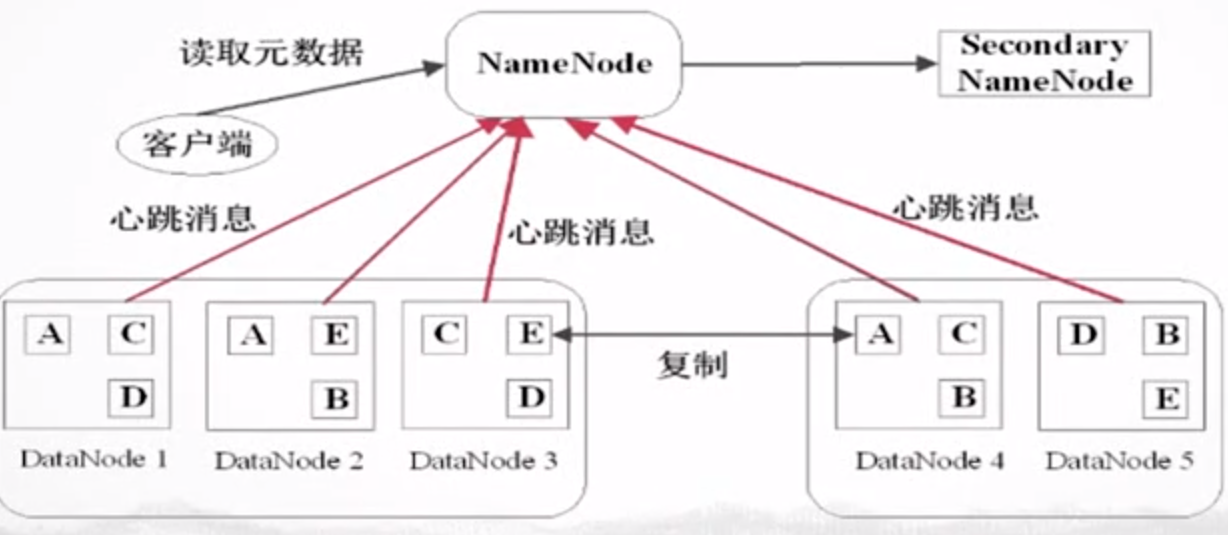 读取元数据
NameNode
Secondary
NameNode
客户端
心跳消息
心跳消息
心跳消息
A C
D
DataNode 1
A E
B
DataNode 2
C E
D
DataNode 3
复制
A C
B
DataNode 4
D B
E
DataNode 5